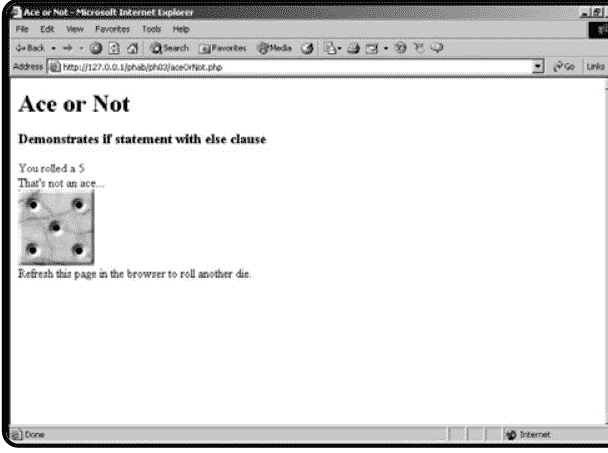 Ace or Not - Microsoft Internet Explorer
File Edit View Favorites Tools Help
Back Search Favorites Media
Address http://127.0.0.1/phab/ph03/aceOrNot.php Go Links
Ace or Not
Demonstrates if statement with else clause
You rolled a 5
That's not an ace...
Refresh this page in the browser to roll another die.
Done Internet